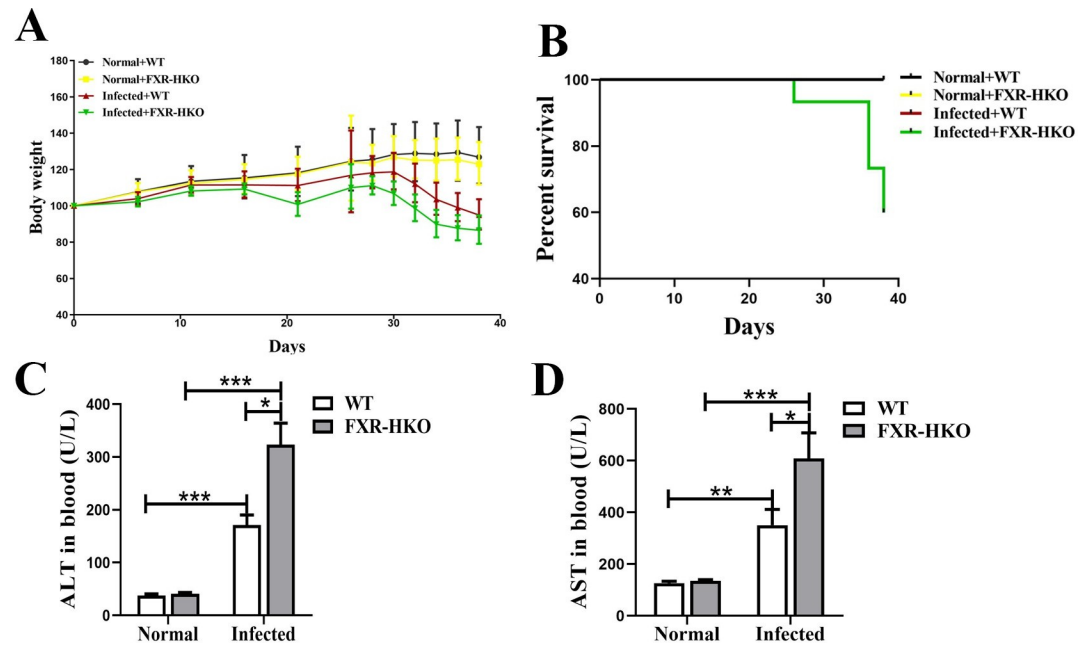 A
Body weight
180
160
140
120
100
80
60
40
Normal+WT
Normal+FXR-HKO
Infected+WT
Infected+FXR-HKO
0
10
20
30
40
Days
B
Percent survival
100
80
60
40
0
10
20
30
40
Days
Normal+WT
Normal+FXR-HKO
Infected+WT
Infected+FXR-HKO
C
ALT in blood (U/L)
400
300
200
100
0
***
***
*
WT
FXR-HKO
Normal
Infected
D
AST in blood (U/L)
800
600
400
200
0
**
***
*
WT
FXR-HKO
Normal
Infected